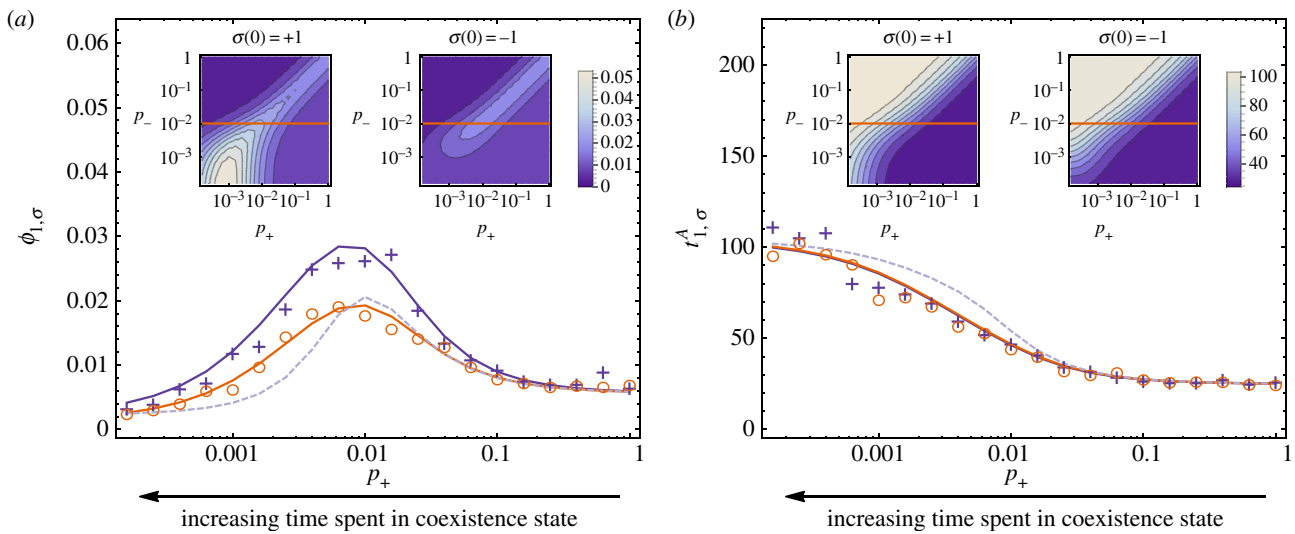 (a)
0.06
0.05
0.04
0.03
0.02
0.01
0
ϕ1,σ
σ(0) = +1
1
10−1
p− 10−2
10−3
10−3 10−2 10−1 1
p+
σ(0) = −1
1
10−1
p− 10−2
10−3
10−3 10−2 10−1 1
p+
0.05
0.04
0.03
0.02
0.01
0
0.001 0.01 0.1 1
p+
increasing time spent in coexistence state
(b)
200
150
100
50
0
tA1,σ
σ(0) = +1
1
10−1
p− 10−2
10−3
10−3 10−2 10−1 1
p+
σ(0) = −1
1
10−1
p− 10−2
10−3
10−3 10−2 10−1 1
p+
100
80
60
40
0.001 0.01 0.1 1
p+
increasing time spent in coexistence state